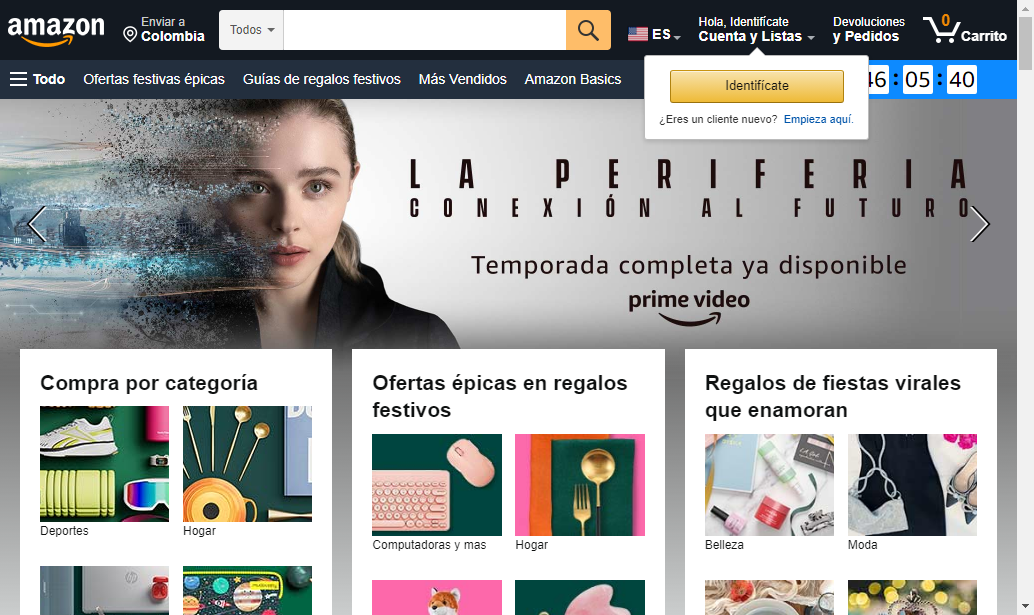 amazon
Enviar a
Colombia
Todos
ES
Hola, Identifícate
Cuenta y Listas
Devoluciones
y Pedidos
0
Carrito
Todo
Ofertas festivas épicas
Guías de regalos festivos
Más Vendidos
Amazon Basics
46 : 05 : 40
Identifícate
¿Eres un cliente nuevo? Empieza aquí.
LA PERIFERIA
CONEXIÓN AL FUTURO
Temporada completa ya disponible
prime video
Compra por categoría
Deportes
Hogar
Ofertas épicas en regalos
festivos
Computadoras y mas
Hogar
Regalos de fiestas virales
que enamoran
Belleza
Moda
hp